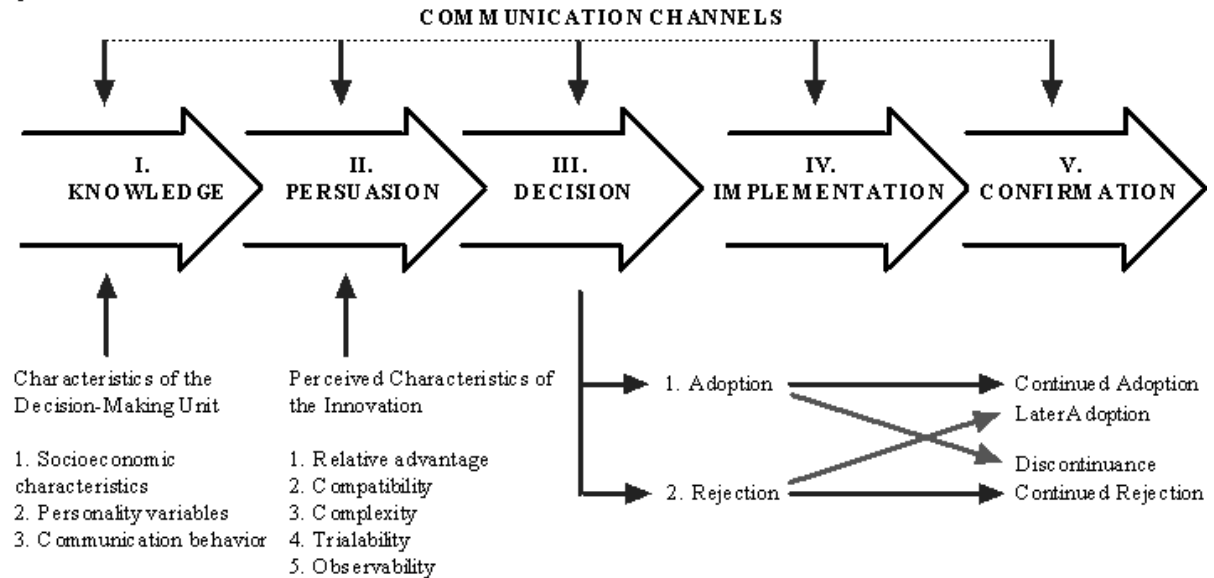 COMMUNICATION CHANNELS
I.
KNOWLEDGE
II.
PERSUASION
III.
DECISION
IV.
IMPLEMENTATION
V.
CONFIRMATION
Characteristics of the
Decision-Making Unit
1. Socioeconomic
characteristics
2. Personality variables
3. Communication behavior
Perceived Characteristics of
the Innovation
1. Relative advantage
2. Compatibility
3. Complexity
4. Trialability
5. Observability
1. Adoption
2. Rejection
Continued Adoption
Later Adoption
Discontinuance
Continued Rejection